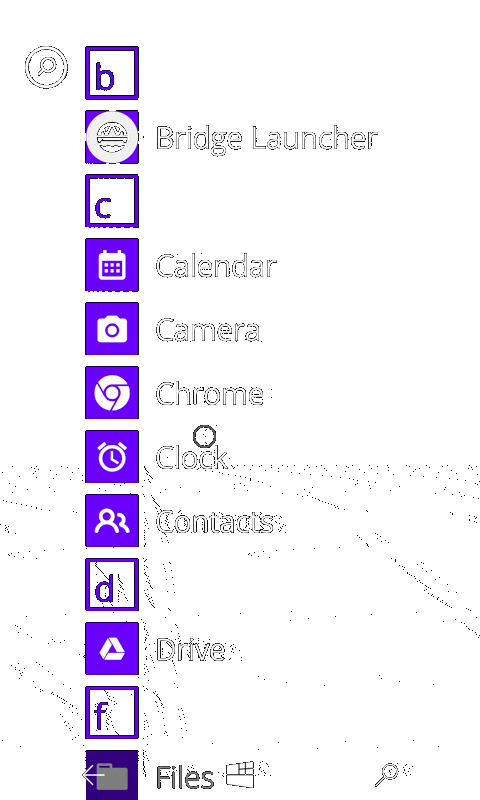 b
Bridge Launcher
c
Calendar
Camera
Chrome
Clock
Contacts
d
Drive
f
Files